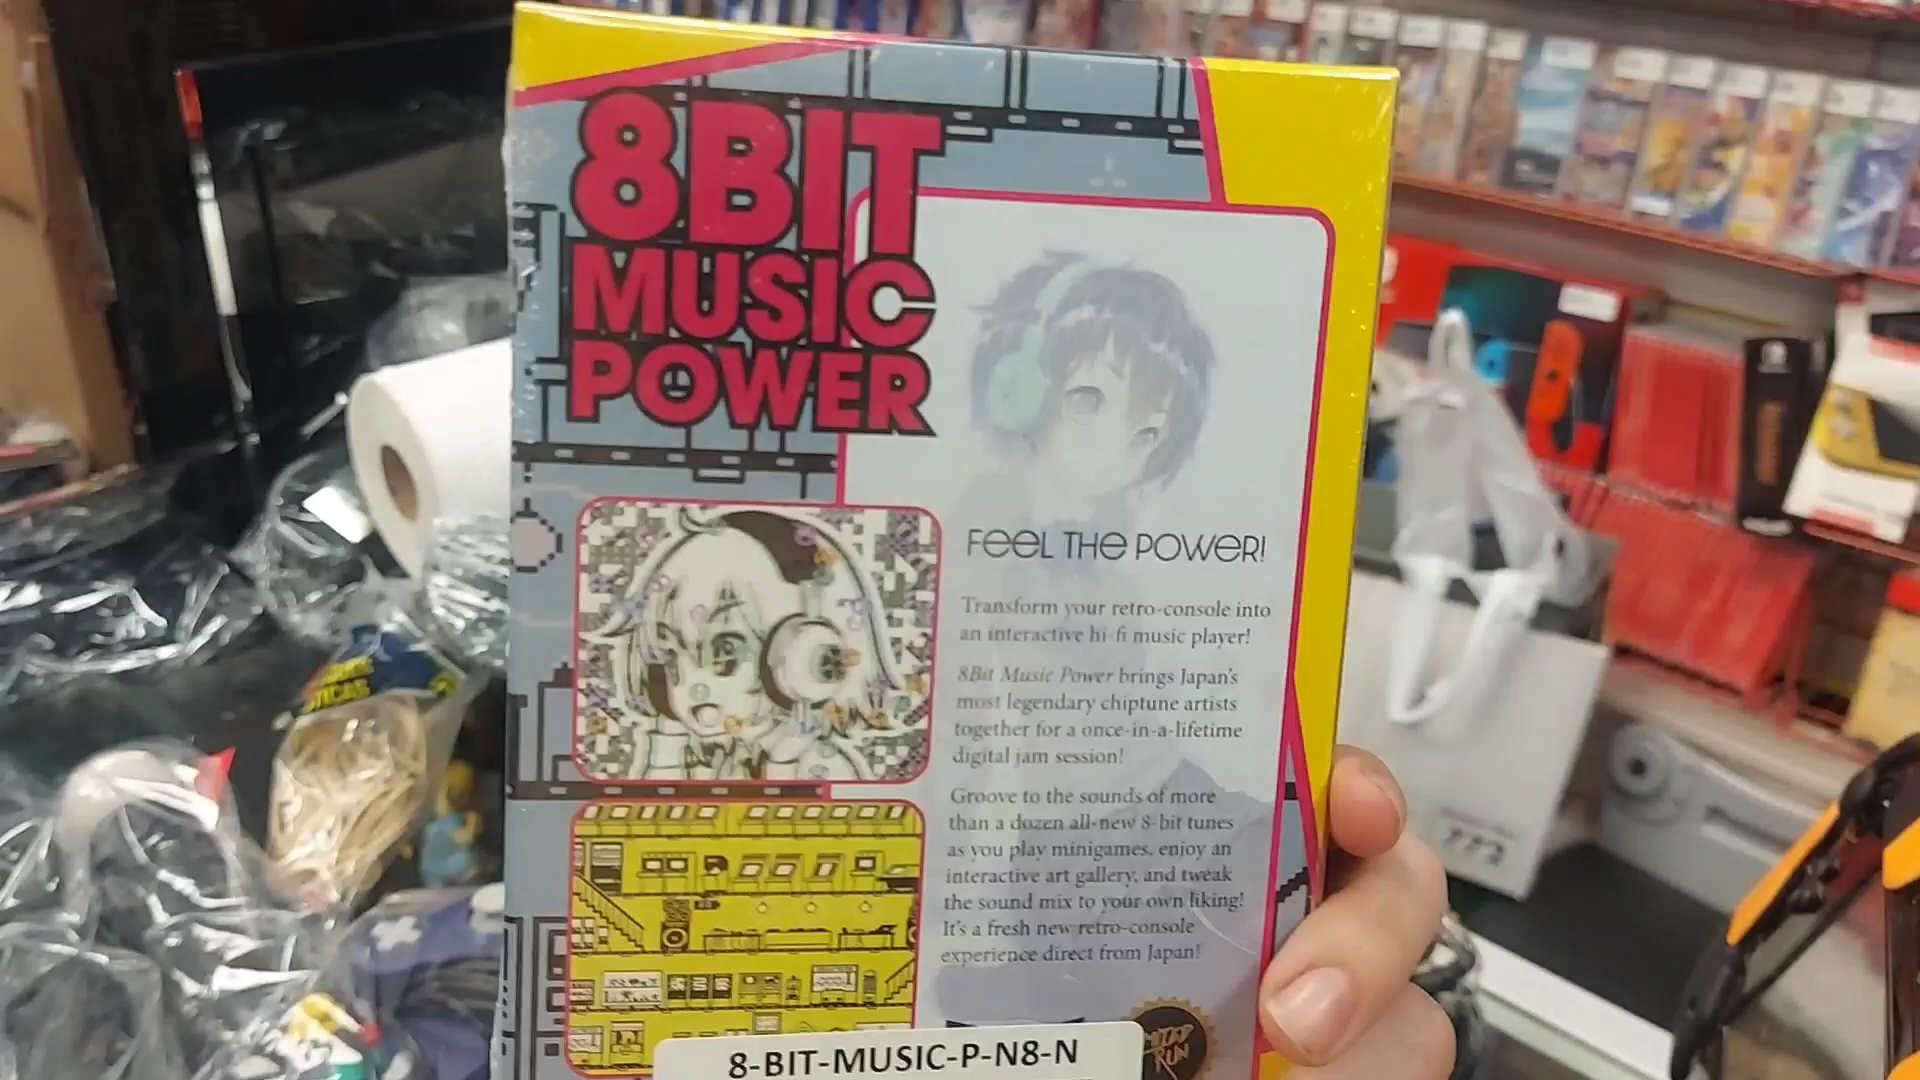 8BIT
MUSIC
POWER
FEEL THE POWER!
Transform your retro-console into
an interactive hi-fi music player!
8Bit Music Power brings Japan's
most legendary chiptune artists
together for a once-in-a-lifetime
digital jam session!
Groove to the sounds of more
than a dozen all-new 8-bit tunes
as you play minigames, enjoy an
interactive art gallery, and tweak
the sound mix to your own liking!
It's a fresh new retro-console
experience direct from Japan!
RUN
8-BIT-MUSIC-P-N8-N